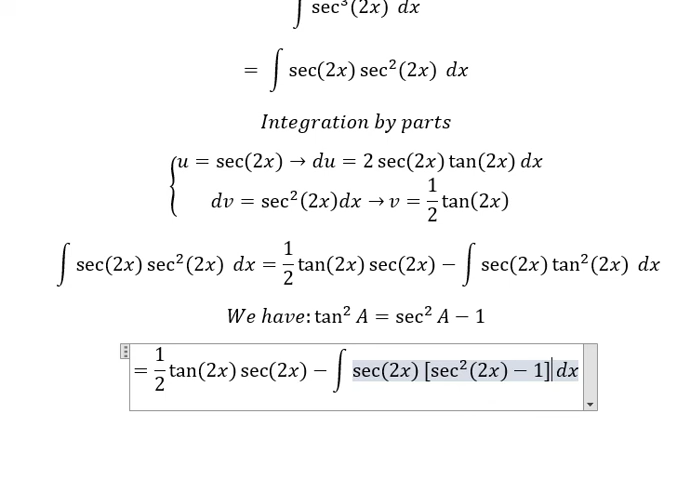 ∫ sec³(2x) dx
= ∫ sec(2x) sec²(2x) dx
Integration by parts
{u = sec(2x) → du = 2 sec(2x) tan(2x) dx
dv = sec²(2x)dx → v = 1/2 tan(2x)
∫ sec(2x) sec²(2x) dx = 1/2 tan(2x) sec(2x) − ∫ sec(2x) tan²(2x) dx
We have: tan² A = sec² A − 1
= 1/2 tan(2x) sec(2x) − ∫ sec(2x) [sec²(2x) − 1] dx